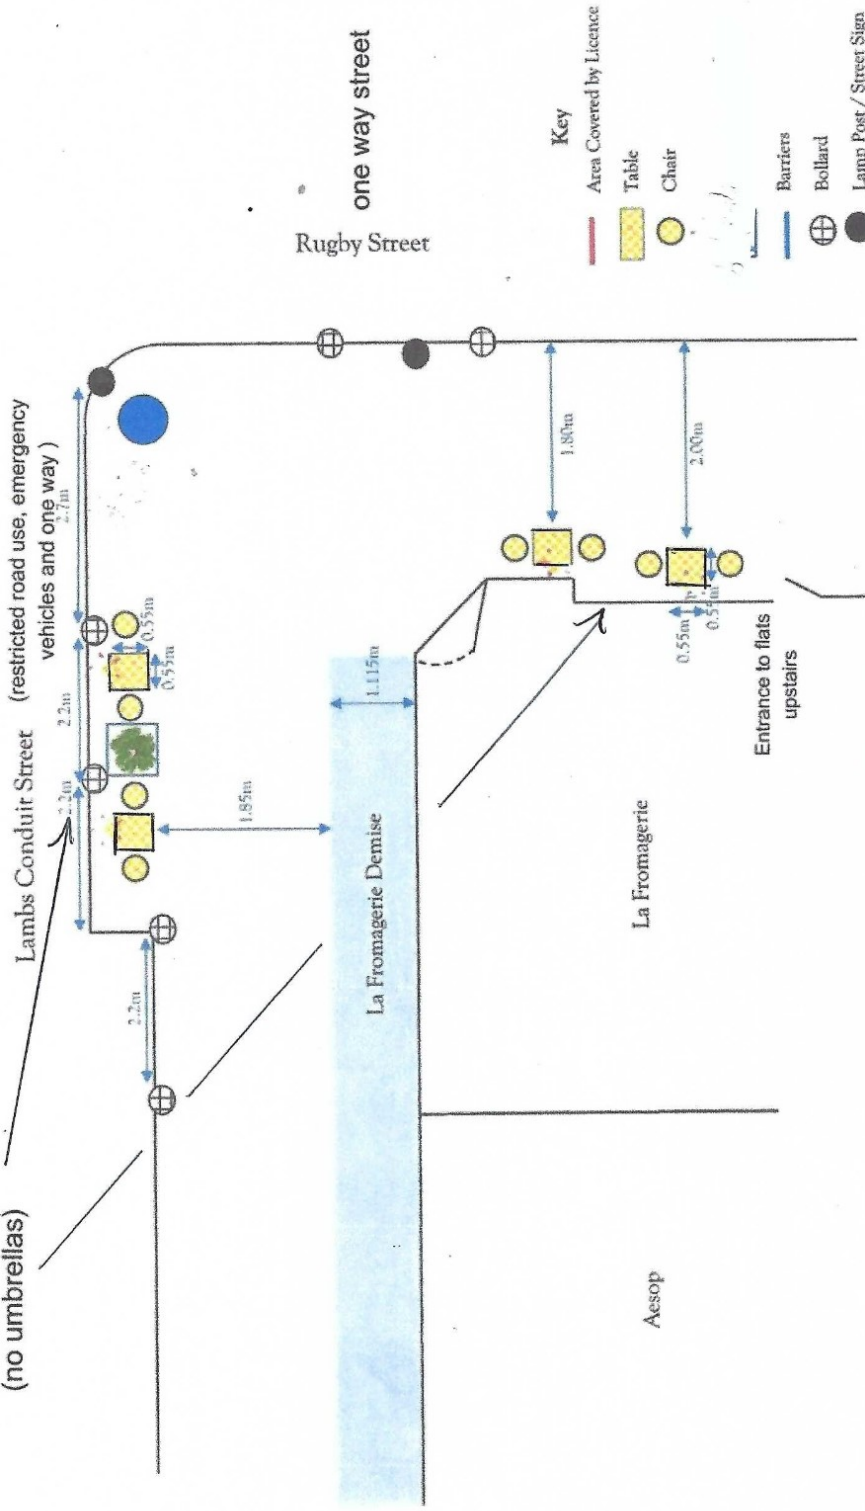 (no umbrellas)
Lambs Conduit Street
(restricted road use, emergency
vehicles and one way )
2.2m
2.2m
2.2m
2.7m
0.55m
0.55m
1.85m
La Fromagerie Demise
1.115m
Rugby Street
one way street
1.80m
2.00m
0.55m
0.55m
Entrance to flats
upstairs
La Fromagerie
Aesop
Key
Area Covered by Licence
Table
Chair
Barriers
Bollard
Lamp Post / Street Sign